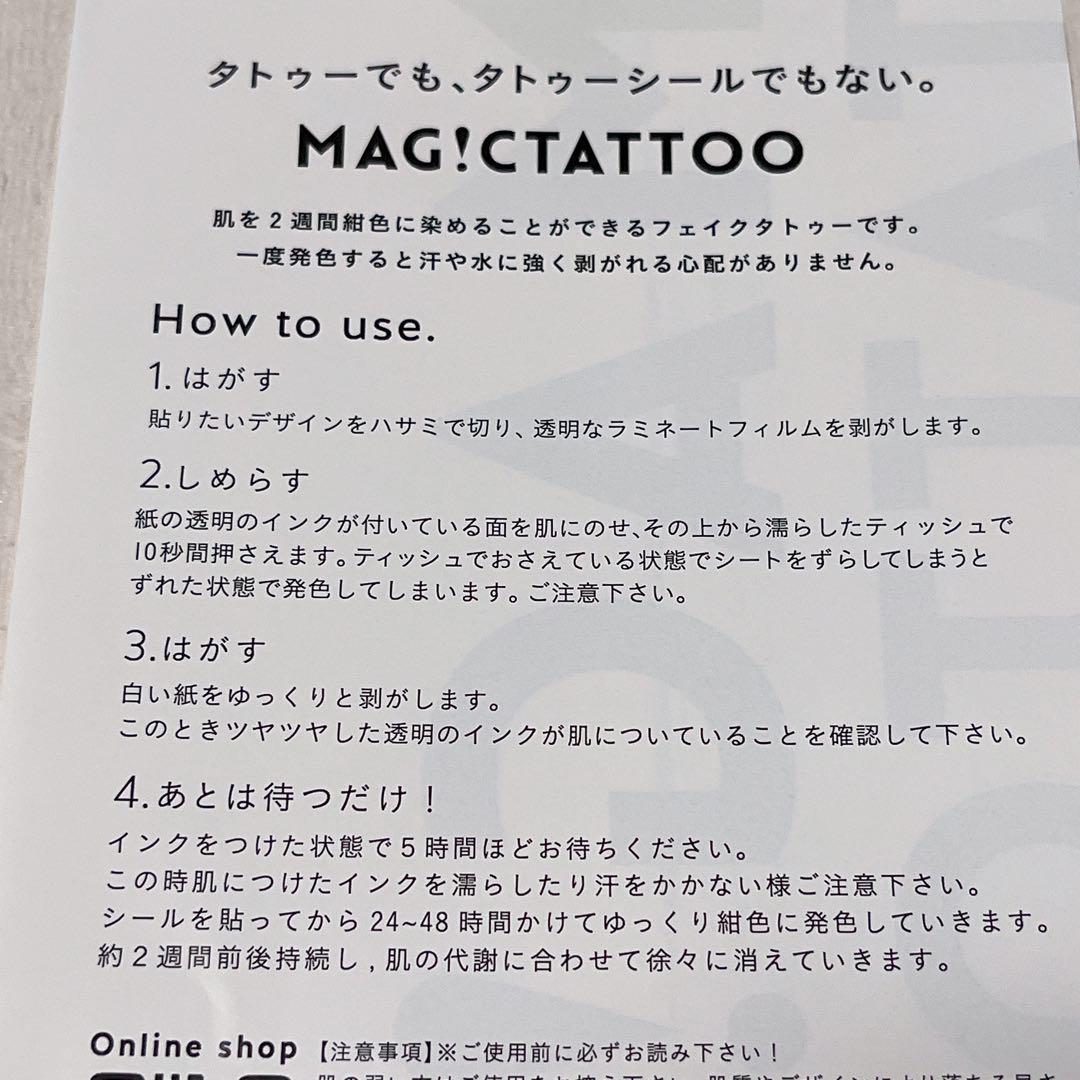 タトゥーでも、タトゥーシールでもない。
MAG!CTATTOO
肌を2週間紺色に染めることができるフェイクタトゥーです。
一度発色すると汗や水に強く剥がれる心配がありません。
How to use.
1. はがす
貼りたいデザインをハサミで切り、透明なラミネートフィルムを剥がします。
2.しめらす
紙の透明のインクが付いている面を肌にのせ、その上から濡らしたティッシュで
10秒間押さえます。ティッシュでおさえている状態でシートをずらしてしまうと
ずれた状態で発色してしまいます。ご注意下さい。
3.はがす
白い紙をゆっくりと剥がします。
このときツヤツヤした透明のインクが肌についていることを確認して下さい。
4.あとは待つだけ！
インクをつけた状態で5時間ほどお待ちください。
この時肌につけたインクを濡らしたり汗をかかない様ご注意下さい。
シールを貼ってから24~48時間かけてゆっくり紺色に発色していきます。
約2週間前後持続し,肌の代謝に合わせて徐々に消えていきます。
Online shop
【注意事項】※ご使用前に必ずお読み下さい！